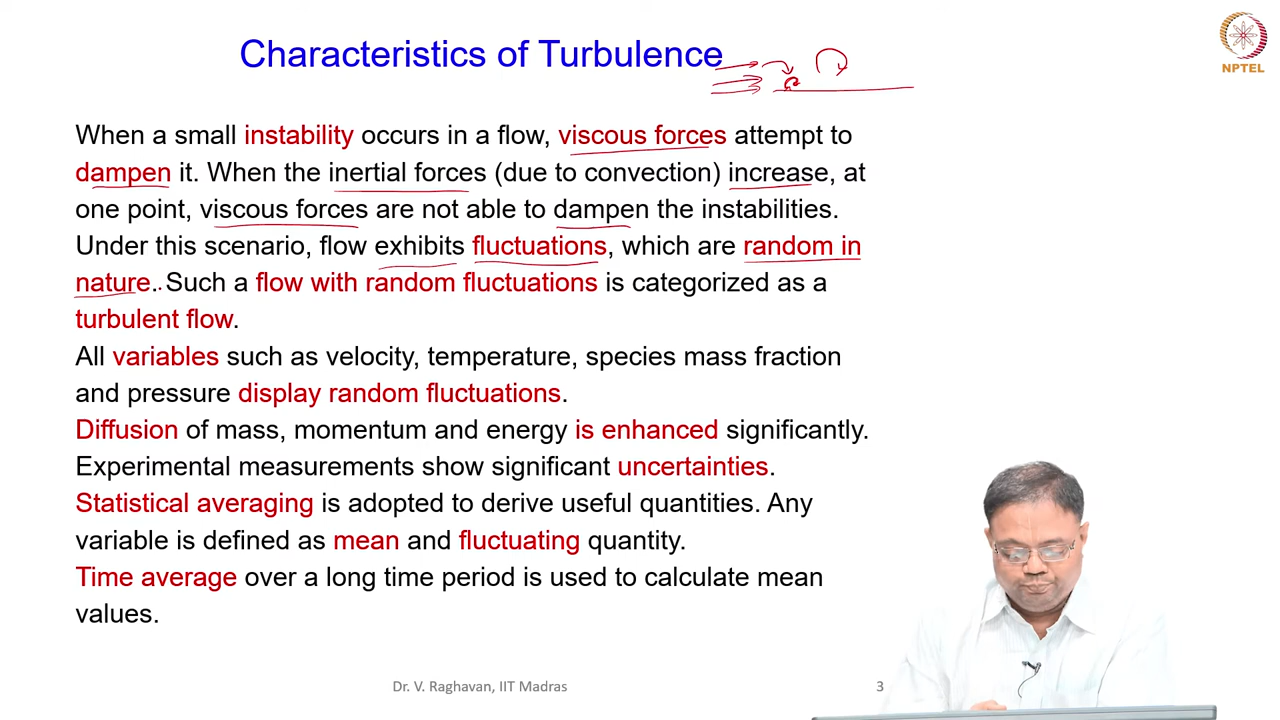 Characteristics of Turbulence
NPTEL
When a small instability occurs in a flow, viscous forces attempt to
dampen it. When the inertial forces (due to convection) increase, at
one point, viscous forces are not able to dampen the instabilities.
Under this scenario, flow exhibits fluctuations, which are random in
nature. Such a flow with random fluctuations is categorized as a
turbulent flow.
All variables such as velocity, temperature, species mass fraction
and pressure display random fluctuations.
Diffusion of mass, momentum and energy is enhanced significantly.
Experimental measurements show significant uncertainties.
Statistical averaging is adopted to derive useful quantities. Any
variable is defined as mean and fluctuating quantity.
Time average over a long time period is used to calculate mean
values.
Dr. V. Raghavan, IIT Madras
3